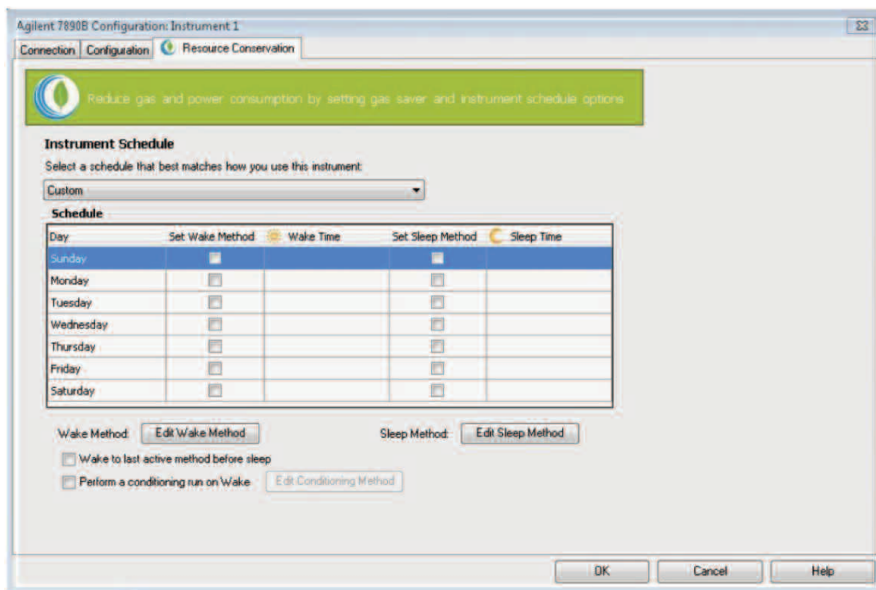 Agilent 7890B Configuration: Instrument 1
Connection Configuration Resource Conservation
Reduce gas and power consumption by setting gas saver and instrument schedule options
Instrument Schedule
Select a schedule that best matches how you use this instrument:
Custom
Schedule
Day Set Wake Method Wake Time Set Sleep Method Sleep Time
Sunday
Monday
Tuesday
Wednesday
Thursday
Friday
Saturday
Wake Method: Edit Wake Method Sleep Method: Edit Sleep Method
Wake to last active method before sleep
Perform a conditioning run on Wake Edit Conditioning Method
OK Cancel Help